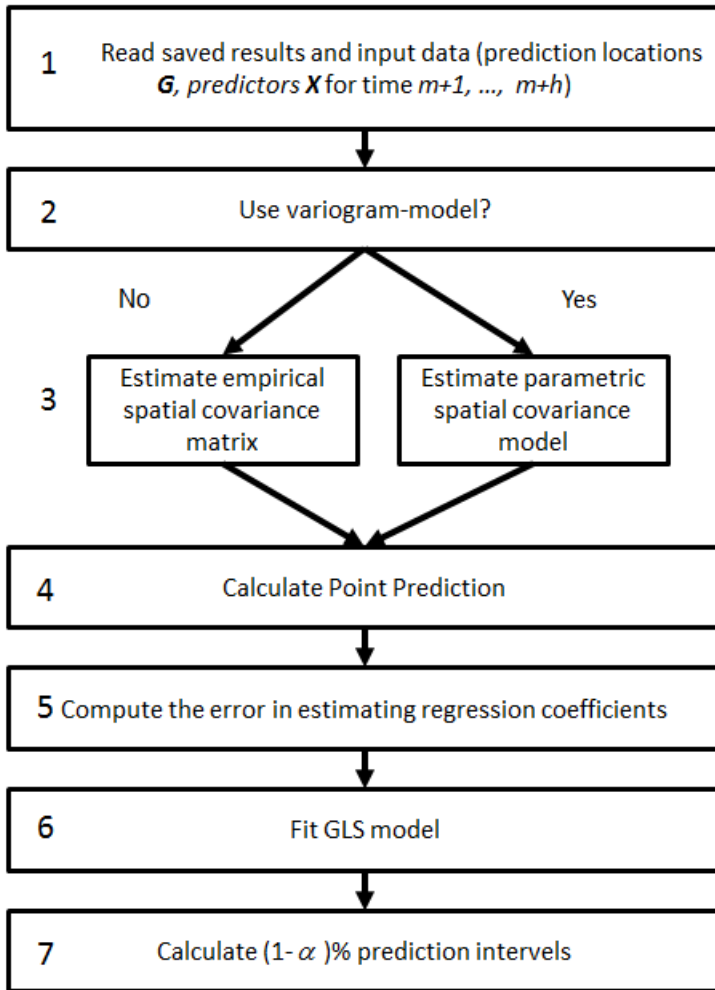 1
Read saved results and input data (prediction locations
G, predictors X for time m+1, ..., m+h)
2
Use variogram-model?
No
Yes
3
Estimate empirical
spatial covariance
matrix
Estimate parametric
spatial covariance
model
4
Calculate Point Prediction
5 Compute the error in estimating regression coefficients
6
Fit GLS model
7
Calculate (1- α )% prediction intervels